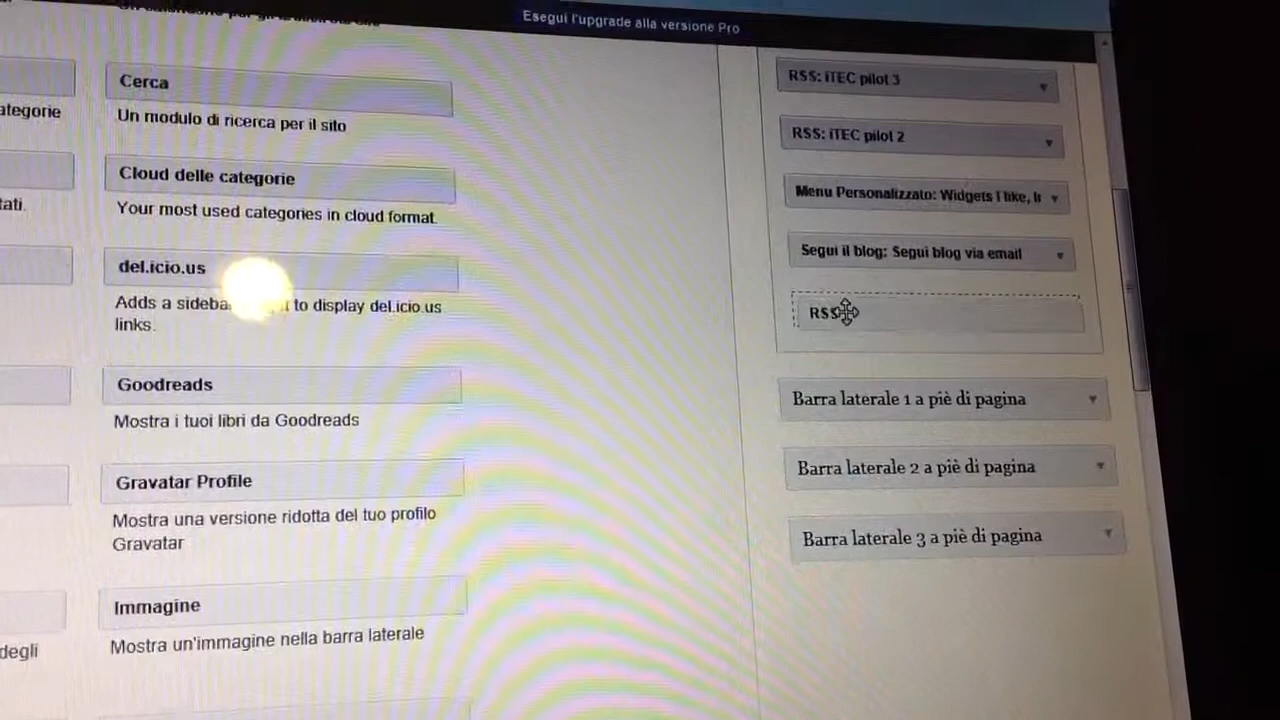 Esegui l'upgrade alla versione Pro
ategorie
tati.
degli
Cerca
Un modulo di ricerca per il sito
Cloud delle categorie
Your most used categories in cloud format.
del.icio.us
Adds a sideba to display del.icio.us
links.
Goodreads
Mostra i tuoi libri da Goodreads
Gravatar Profile
Mostra una versione ridotta del tuo profilo
Gravatar
Immagine
Mostra un'immagine nella barra laterale
RSS: iTEC pilot 3
RSS: iTEC pilot 2
Menu Personalizzato: Widgets I like, Ir
Segui il blog: Segui blog via email
RSS
Barra laterale 1 a piè di pagina
Barra laterale 2 a piè di pagina
Barra laterale 3 a piè di pagina